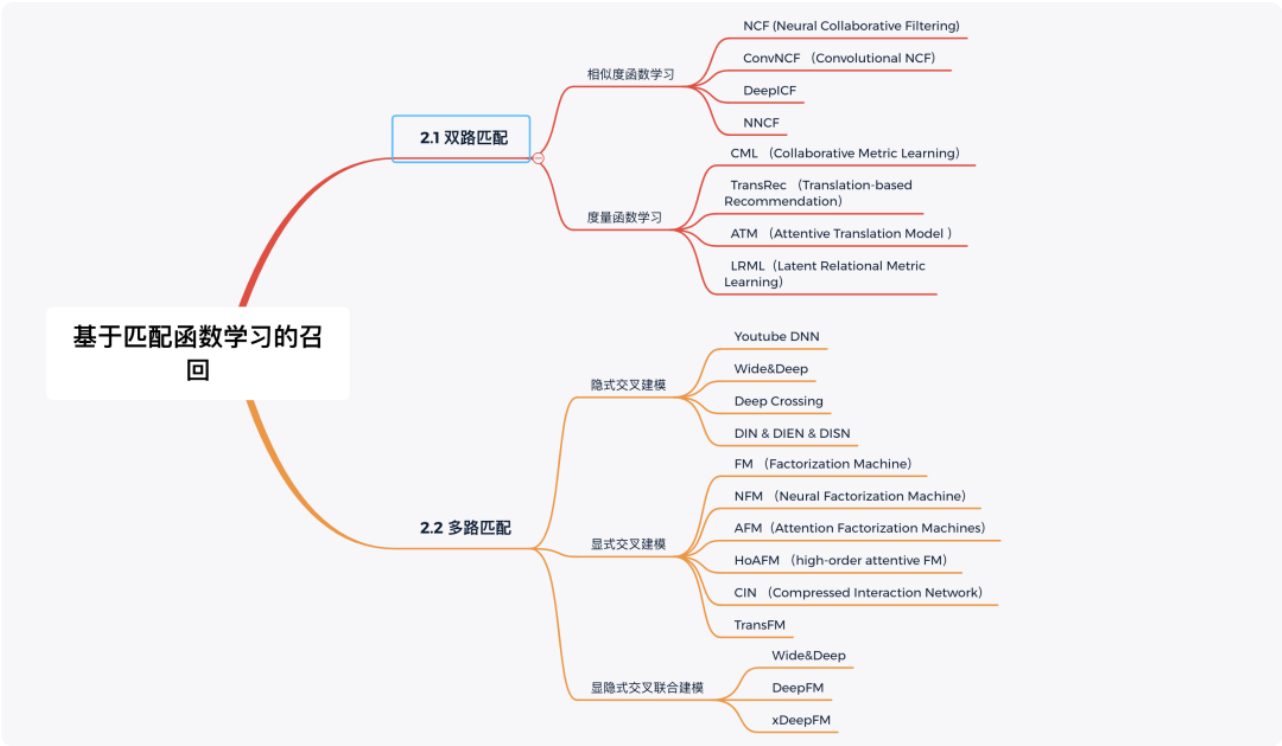 基于匹配函数学习的召
回
2.1 双路匹配
相似度函数学习
NCF (Neural Collaborative Filtering)
ConvNCF （Convolutional NCF）
DeepICF
NNCF
度量函数学习
CML （Collaborative Metric Learning）
TransRec （Translation-based
Recommendation）
ATM （Attentive Translation Model ）
LRML（Latent Relational Metric
Learning）
2.2 多路匹配
隐式交叉建模
Youtube DNN
Wide&Deep
Deep Crossing
DIN & DIEN & DISN
显式交叉建模
FM （Factorization Machine）
NFM （Neural Factorization Machine）
AFM（Attention Factorization Machines）
HoAFM （high-order attentive FM）
CIN （Compressed Interaction Network）
TransFM
显隐式交叉联合建模
Wide&Deep
DeepFM
xDeepFM